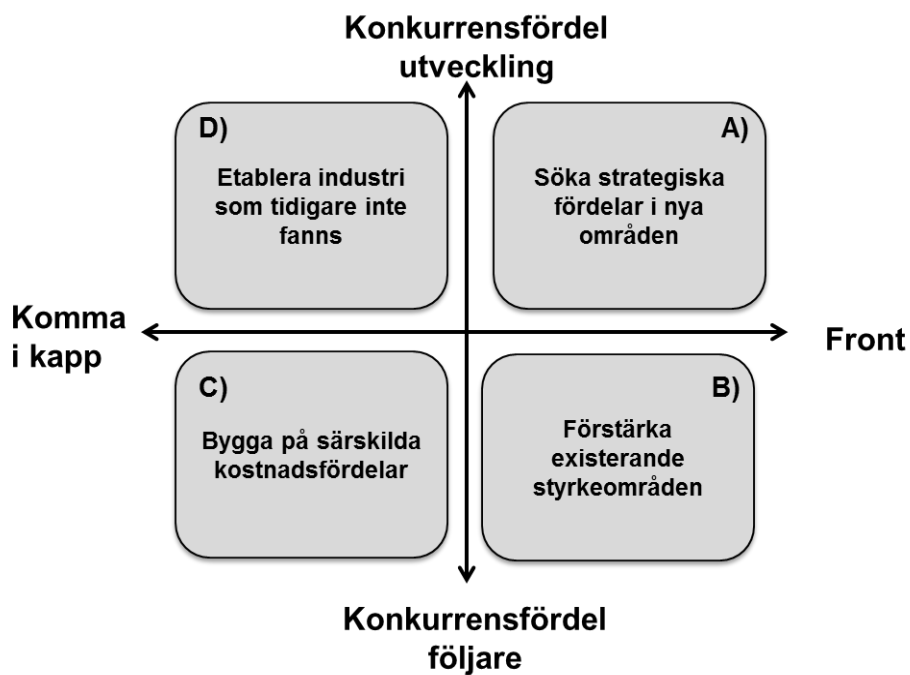 Konkurrensfördel
utveckling
D)
Etablera industri
som tidigare inte
fanns
A)
Söka strategiska
fördelar i nya
områden
Komma
i kapp
Front
C)
Bygga på särskilda
kostnadsfördelar
B)
Förstärka
existerande
styrkeområden
Konkurrensfördel
följare